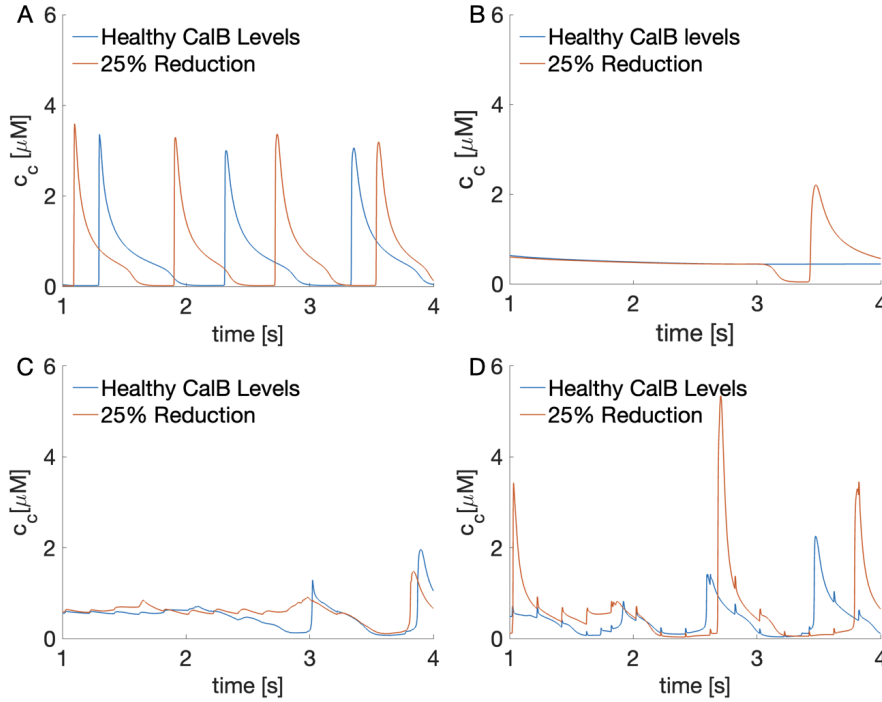 A
6
Healthy CalB Levels
25% Reduction
4
c_c [μM]
2
0
1 2 3 4
time [s]
B
6
Healthy CalB levels
25% Reduction
4
c_c [μM]
2
0
1 2 3 4
time [s]
C
6
Healthy CalB Levels
25% Reduction
4
c_c [μM]
2
0
1 2 3 4
time [s]
D
6
Healthy CalB Levels
25% Reduction
4
c_c [μM]
2
0
1 2 3 4
time [s]